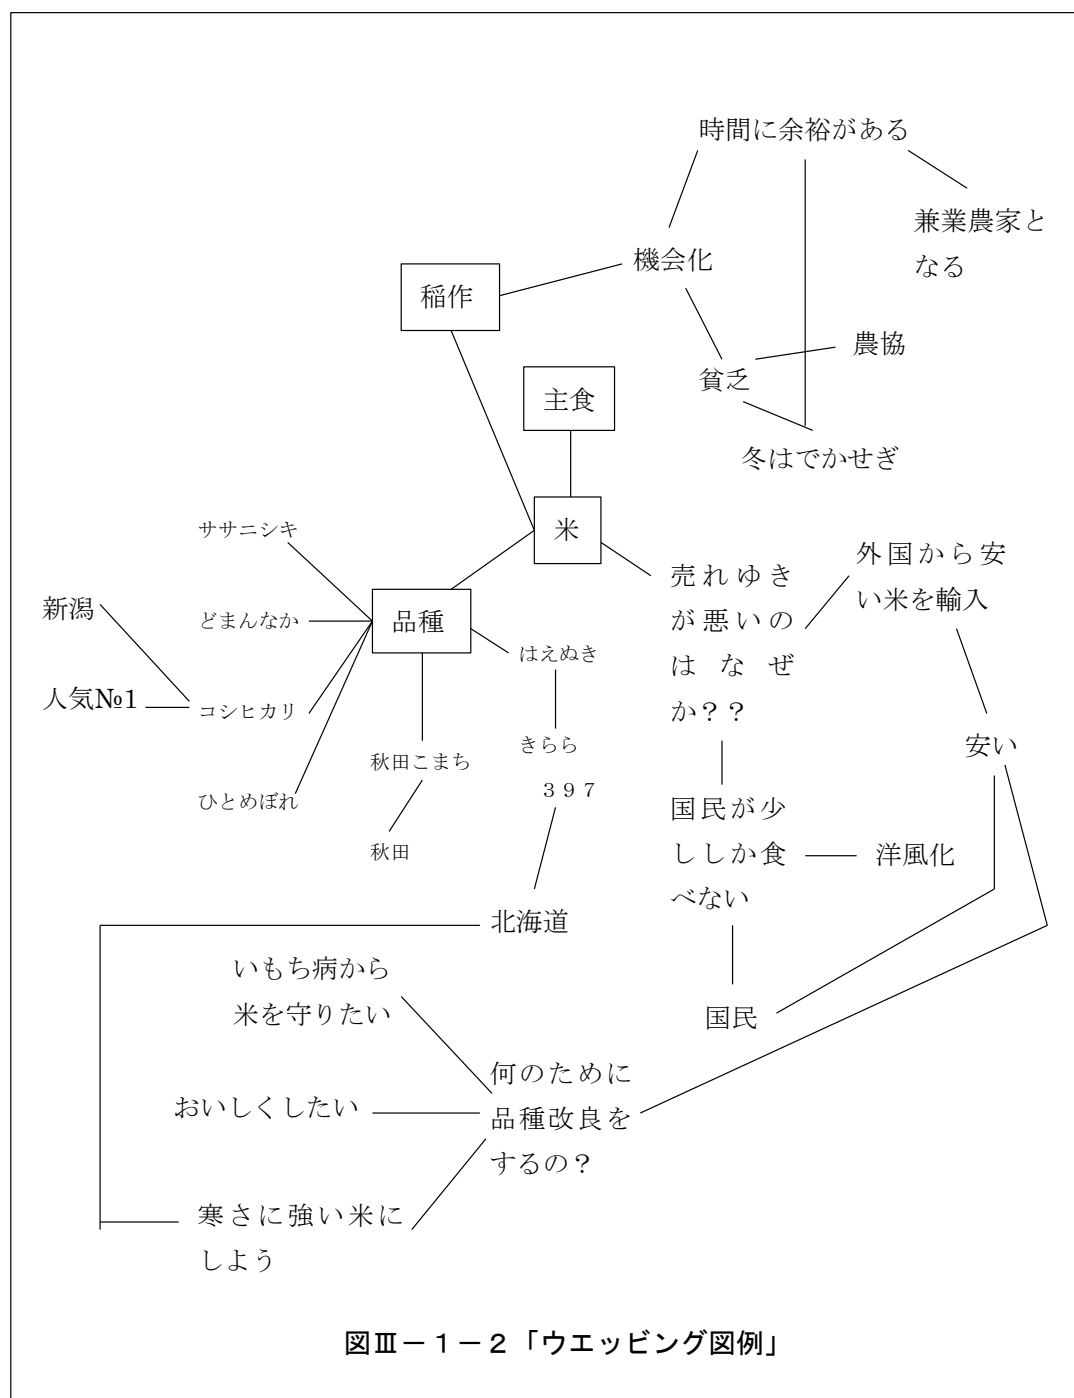 時間に余裕がある
兼業農家と
なる
機会化
稲作
農協
貧乏
主食
冬はでかせぎ
米
ササニシキ
外国から安
い米を輸入
売れゆき
が悪いの
はなぜ
か？？
新潟
どまんなか
品種
はえぬき
人気№1
コシヒカリ
きらら
３９７
秋田こまち
安い
ひとめぼれ
秋田
国民が少
ししか食
べない
洋風化
北海道
いもち病から
米を守りたい
国民
何のために
品種改良を
するの？
おいしくしたい
寒さに強い米に
しよう
図Ⅲ－１－２「ウエッビング図例」